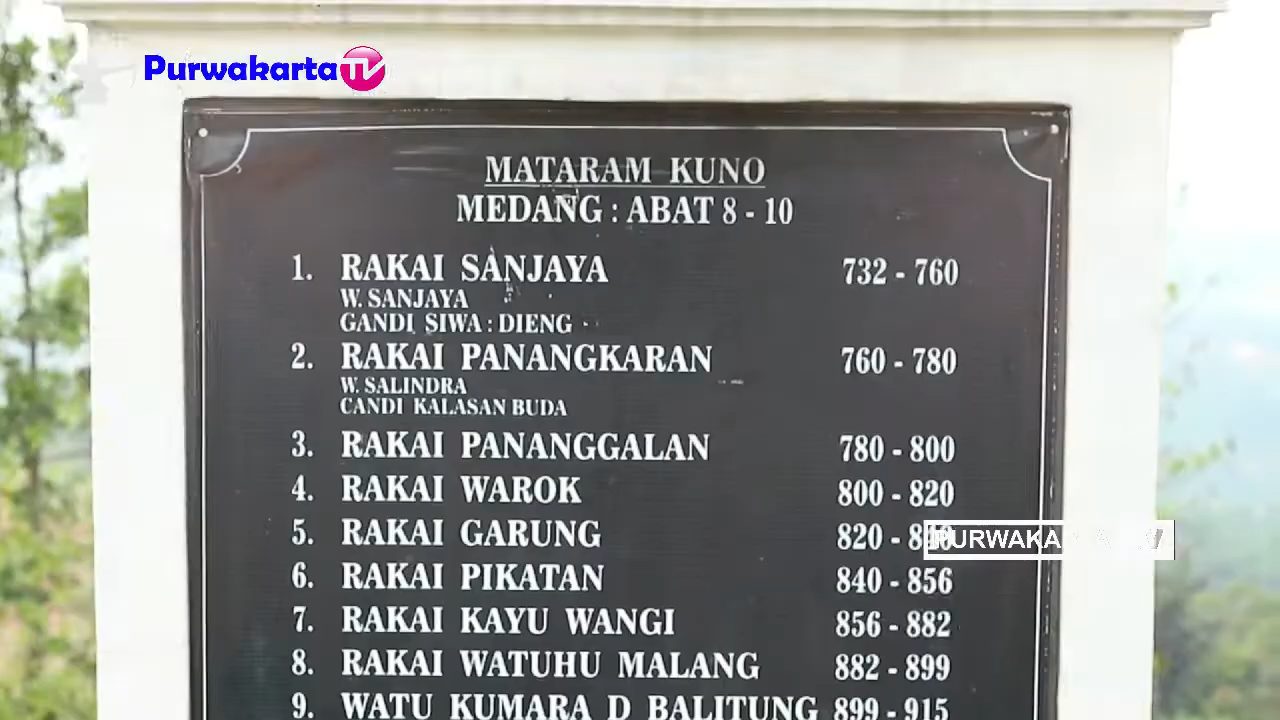 PurwakartaTV
MATARAM KUNO
MEDANG : ABAT 8 - 10
1. RAKAI SANJAYA 732 - 760
W. SANJAYA
GANDI SIWA : DIENG
2. RAKAI PANANGKARAN 760 - 780
W. SALINDRA
CANDI KALASAN BUDA
3. RAKAI PANANGGALAN 780 - 800
4. RAKAI WAROK 800 - 820
5. RAKAI GARUNG 820 -
PURWAKARTA TV
6. RAKAI PIKATAN 840 - 856
7. RAKAI KAYU WANGI 856 - 882
8. RAKAI WATUHU MALANG 882 - 899
9. WATU KUMARA D BALITUNG 899 - 915